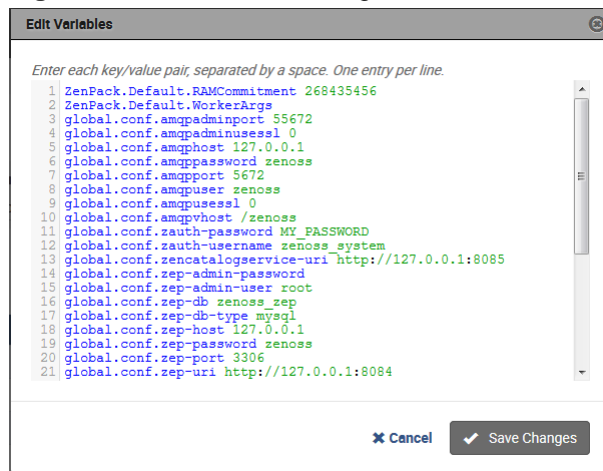 Edit Variables
Enter each key/value pair, separated by a space. One entry per line.
1 ZenPack.Default.RAMCommitment 268435456
2 ZenPack.Default.WorkerArgs
3 global.conf.amqpadminport 55672
4 global.conf.amqpadminusessl 0
5 global.conf.amqphost 127.0.0.1
6 global.conf.amqppassword zenoss
7 global.conf.amqpport 5672
8 global.conf.amqpuser zenoss
9 global.conf.amqpusessl 0
10 global.conf.amqpvhost /zenoss
11 global.conf.zauth-password MY_PASSWORD
12 global.conf.zauth-username zenoss_system
13 global.conf.zencatalogservice-uri http://127.0.0.1:8085
14 global.conf.zep-admin-password
15 global.conf.zep-admin-user root
16 global.conf.zep-db zenoss_zep
17 global.conf.zep-db-type mysql
18 global.conf.zep-host 127.0.0.1
19 global.conf.zep-password zenoss
20 global.conf.zep-port 3306
21 global.conf.zep-uri http://127.0.0.1:8084
Cancel Save Changes